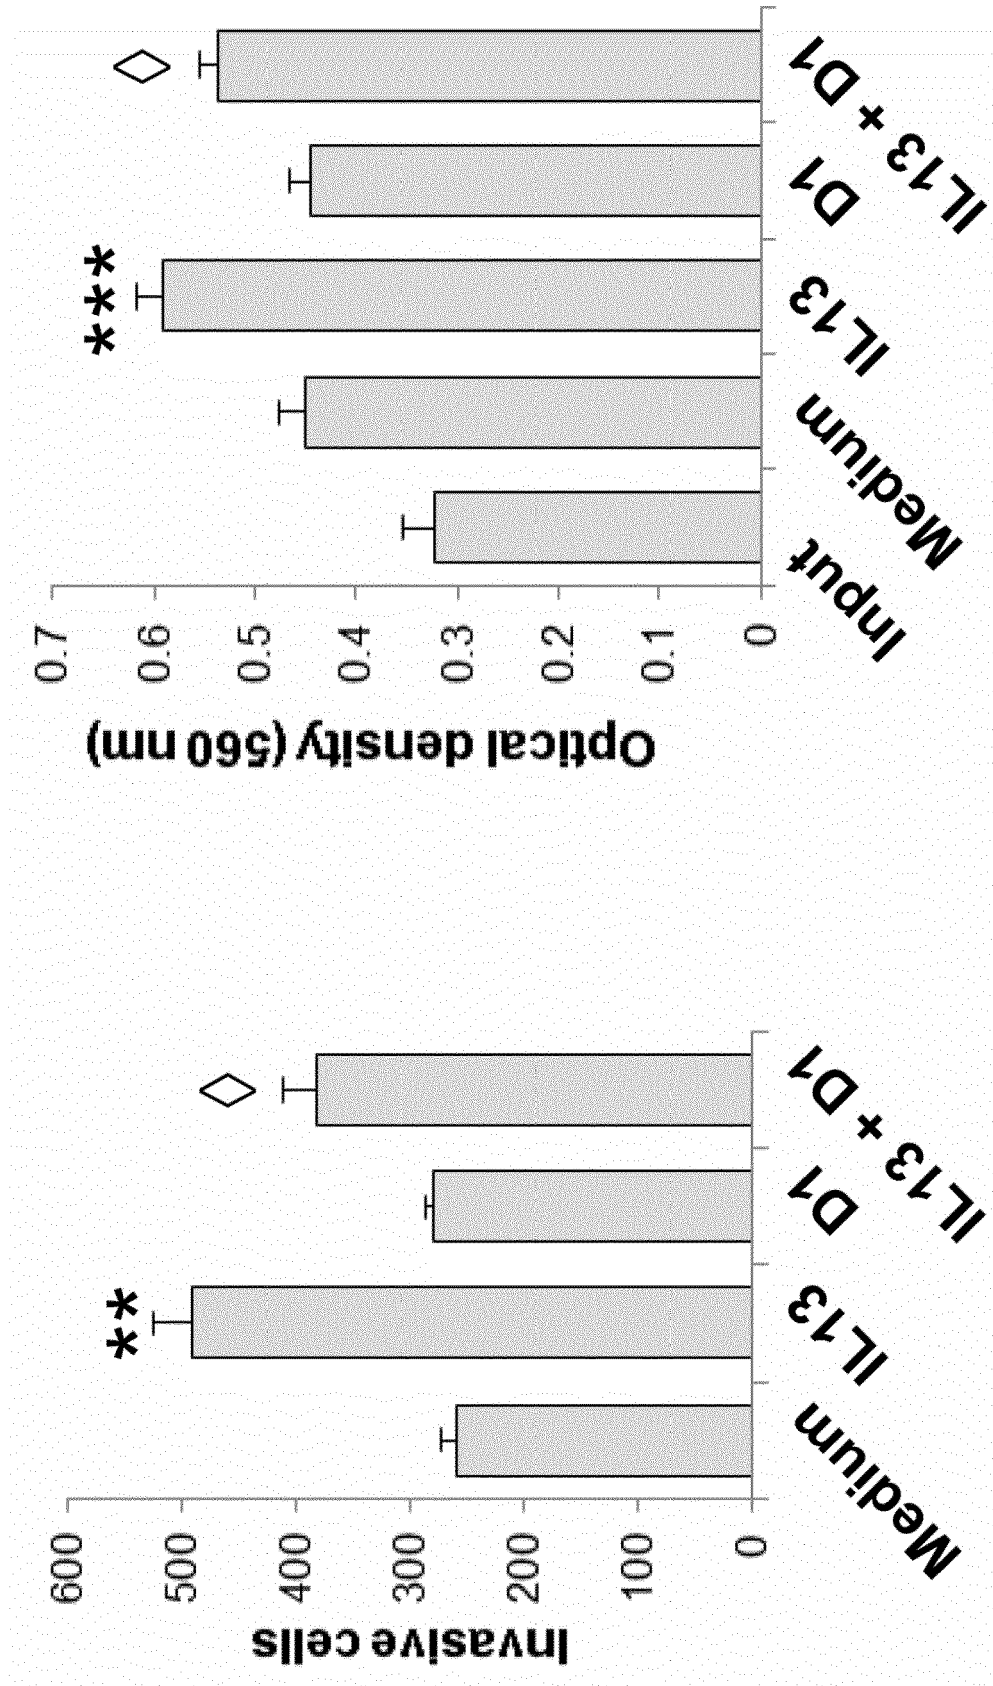 Invasive cells
600
500
400
300
200
100
0
**
◊
Medium
IL13
D1
IL13 + D1
Optical density (560 nm)
0.7
0.6
0.5
0.4
0.3
0.2
0.1
0
***
◊
Input
Medium
IL13
D1
IL13 + D1